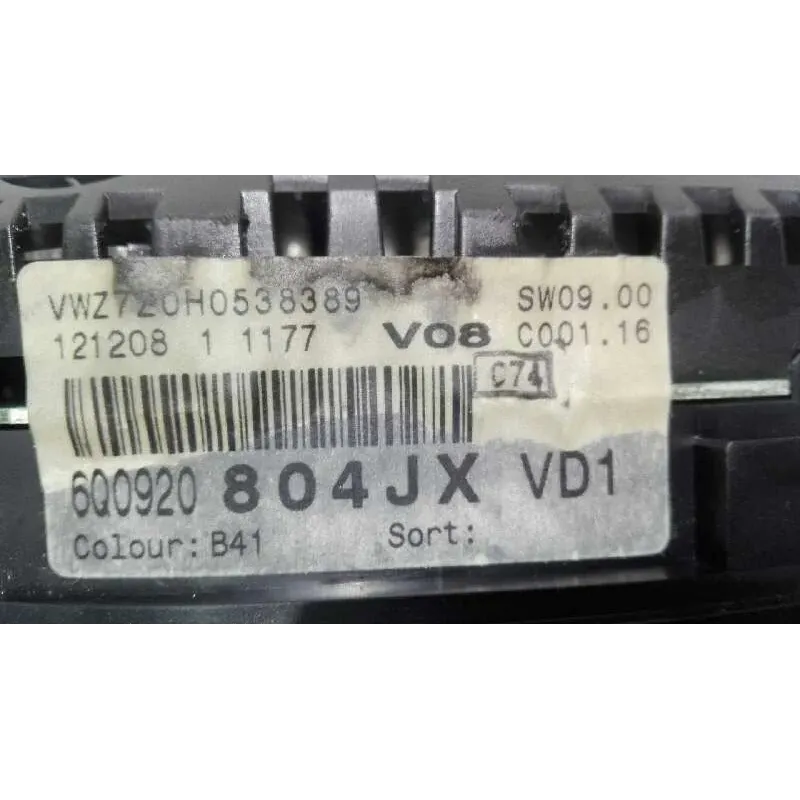 VWZ7Z0H0538389 SW09.00
121208 1 1177 V08 C001.16
C74
6Q0920 804JX VD1
Colour: B41 Sort: